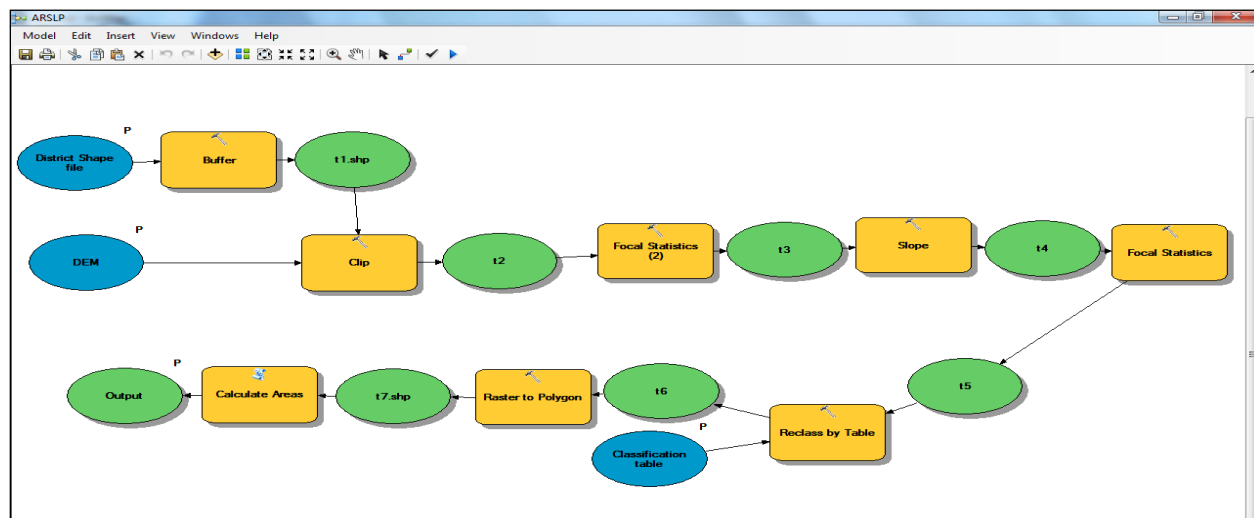 ARSLP
Model Edit Insert View Windows Help
P
District Shape
file
Buffer
t1.shp
P
DEM
Clip
t2
Focal Statistics
(2)
t3
Slope
t4
Focal Statistics
P
Output
Calculate Areas
t7.shp
Raster to Polygon
t6
t5
P
Classification
table
Reclass by Table